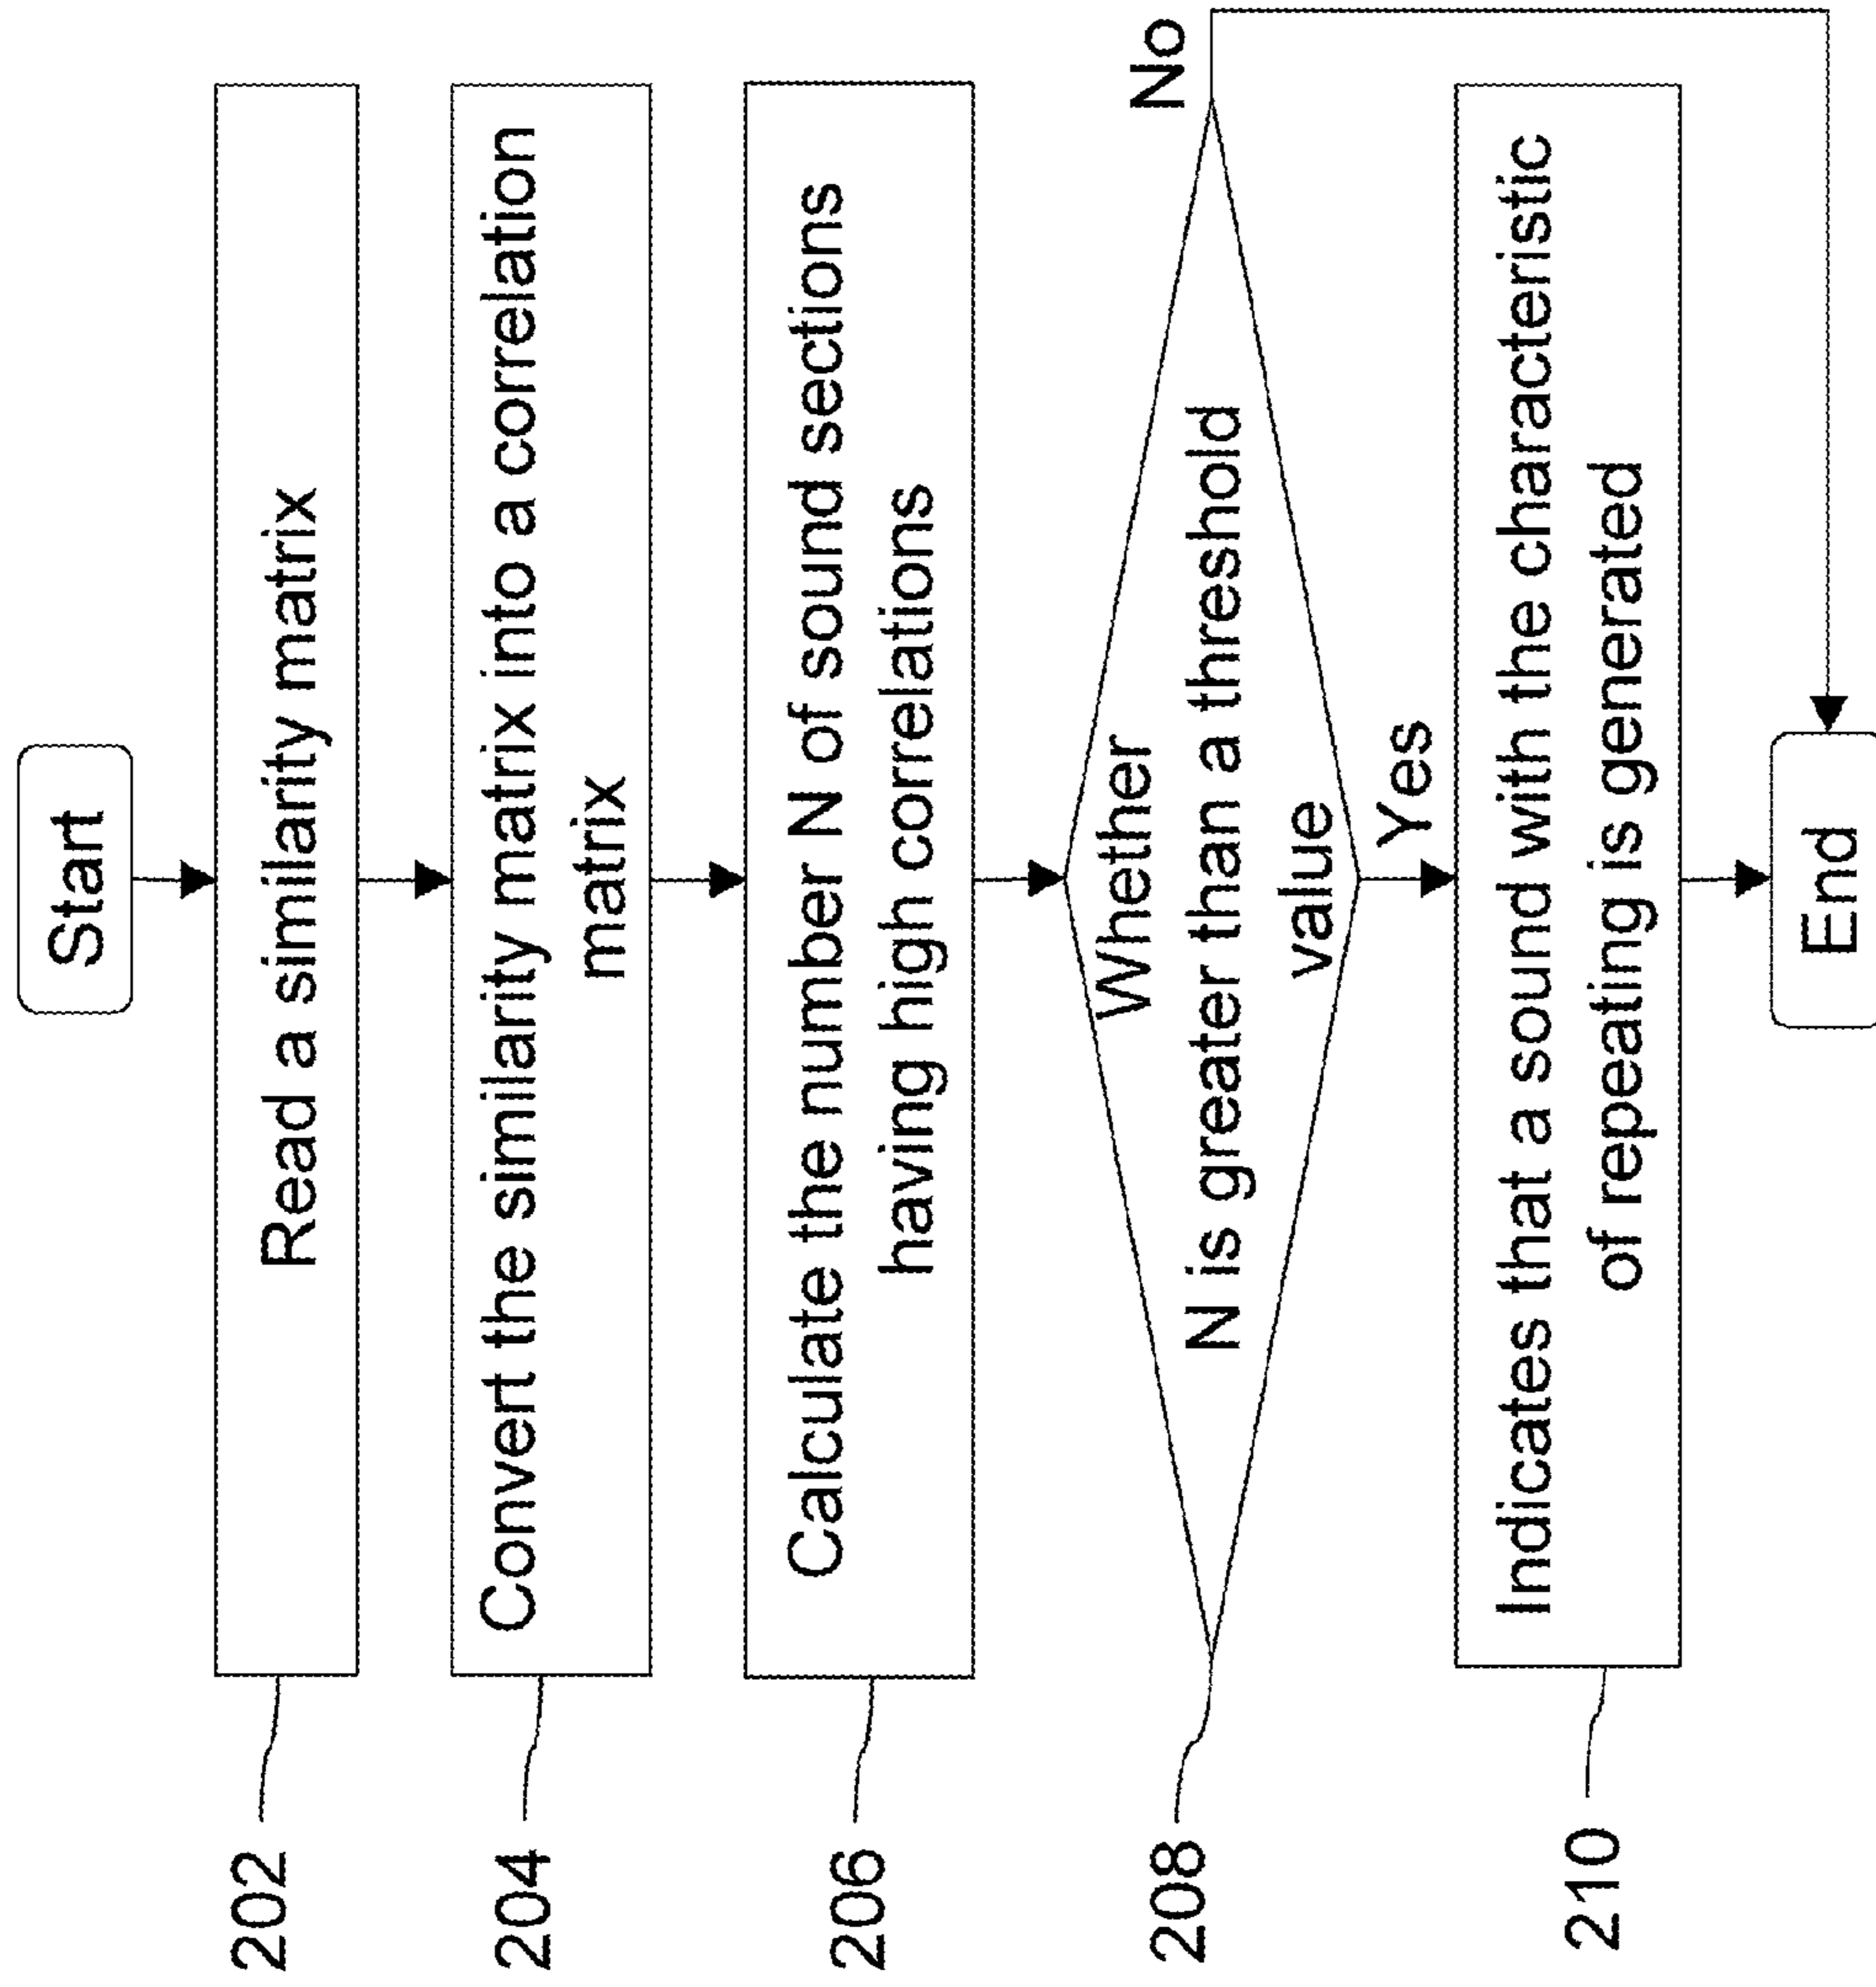 Start
202
Read a similarity matrix
204
Convert the similarity matrix into a correlation
matrix
206
Calculate the number N of sound sections
having high correlations
208
Whether
N is greater than a threshold
value
No
Yes
210
Indicates that a sound with the characteristic
of repeating is generated
End